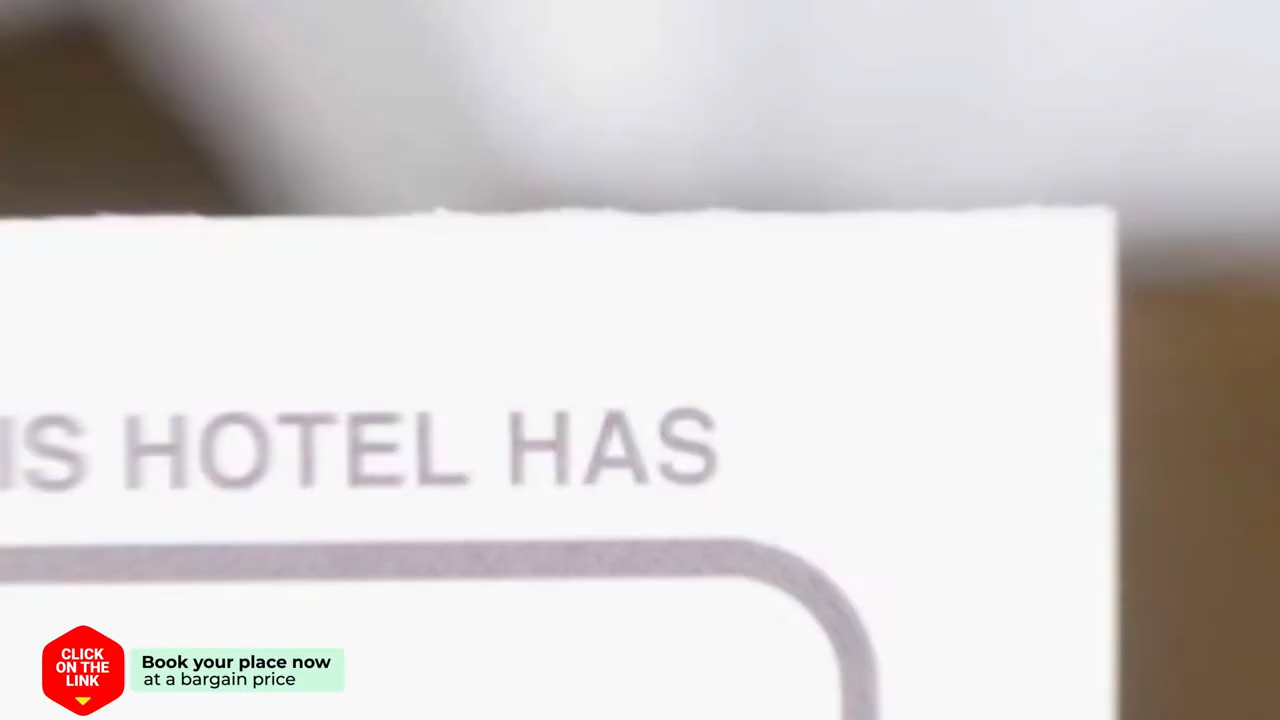 IS HOTEL HAS
CLICK
ON THE
LINK
Book your place now
at a bargain price